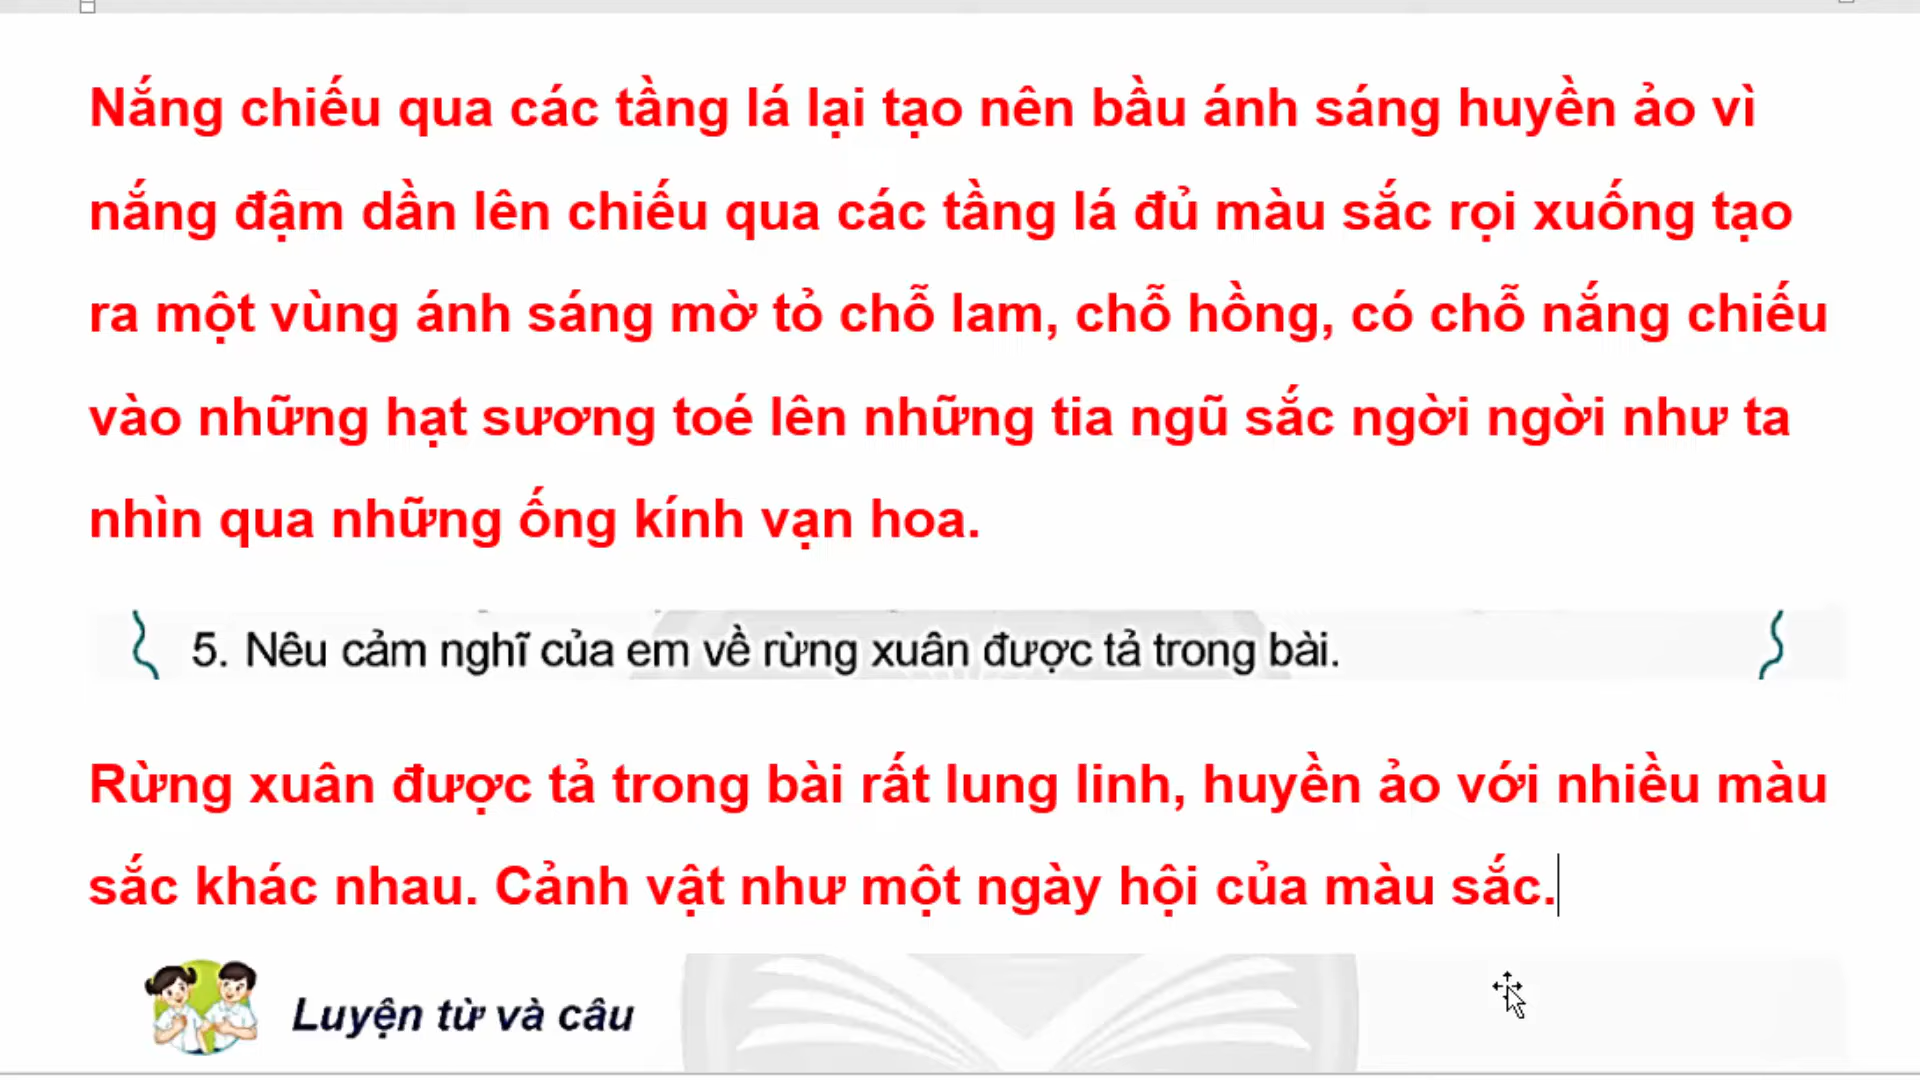 Nắng chiếu qua các tầng lá lại tạo nên bầu ánh sáng huyền ảo vì
nắng đậm dần lên chiếu qua các tầng lá đủ màu sắc rọi xuống tạo
ra một vùng ánh sáng mờ tỏ chỗ lam, chỗ hồng, có chỗ nắng chiếu
vào những hạt sương toé lên những tia ngũ sắc ngời ngời như ta
nhìn qua những ống kính vạn hoa.
5. Nêu cảm nghĩ của em về rừng xuân được tả trong bài.
Rừng xuân được tả trong bài rất lung linh, huyền ảo với nhiều màu
sắc khác nhau. Cảnh vật như một ngày hội của màu sắc.
Luyện từ và câu